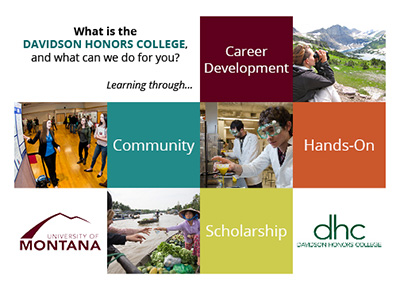 What is the
DAVIDSON HONORS COLLEGE,
and what can we do for you?
Learning through...
Career
Development
Community
Hands-On
UNIVERSITY OF
MONTANA
Scholarship
dhc
DAVIDSON HONORS COLLEGE